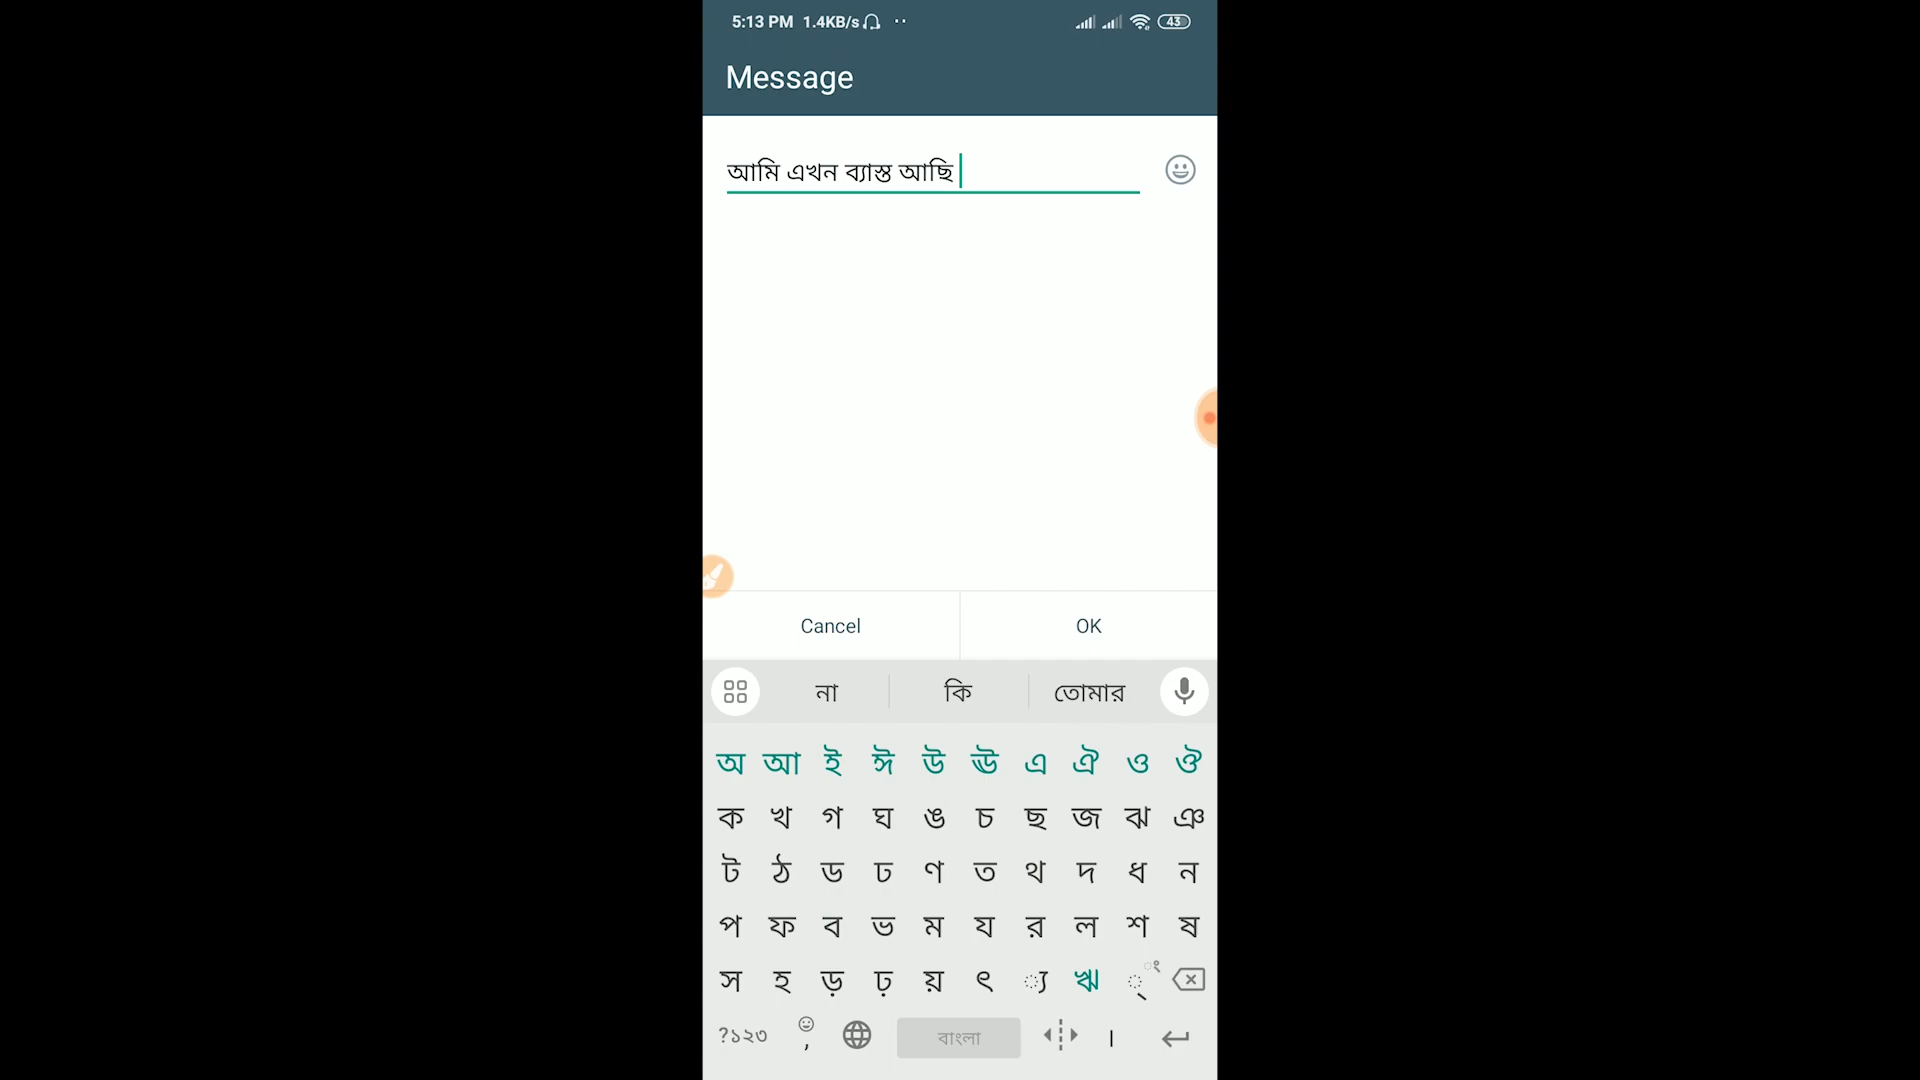 5:13 PM 1.4KB/s 43
Message
আমি এখন ব্যাস্ত আছি
Cancel OK
না কি তোমার
অ আ ই ঈ উ ঊ এ ঐ ও ঔ
ক খ গ ঘ ঙ চ ছ জ ঝ ঞ
ট ঠ ড ঢ ণ ত থ দ ধ ন
প ফ ব ভ ম য র ল শ ষ
স হ ড় ঢ় য় ৎ ্য ঋ ্ ং
?১২৩ , বাংলা ।